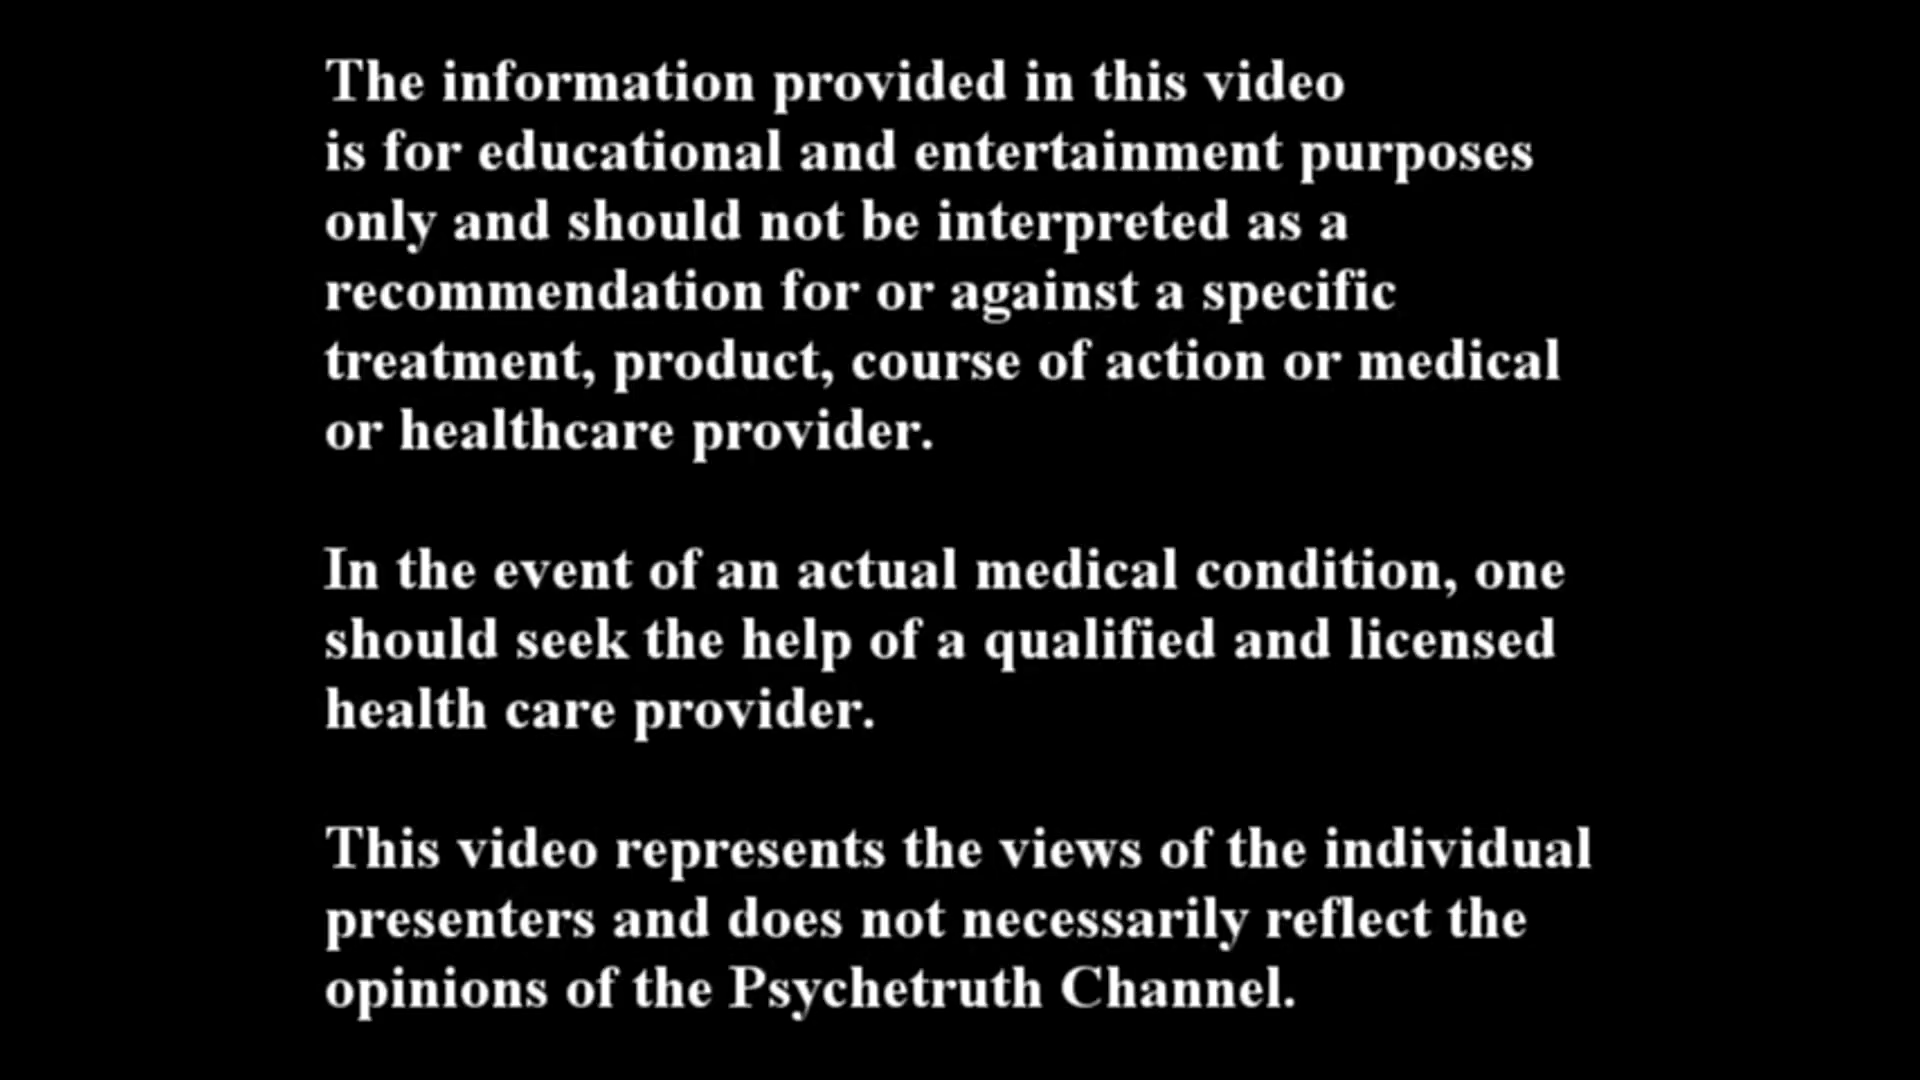 The information provided in this video
is for educational and entertainment purposes
only and should not be interpreted as a
recommendation for or against a specific
treatment, product, course of action or medical
or healthcare provider.
In the event of an actual medical condition, one
should seek the help of a qualified and licensed
health care provider.
This video represents the views of the individual
presenters and does not necessarily reflect the
opinions of the Psychetruth Channel.